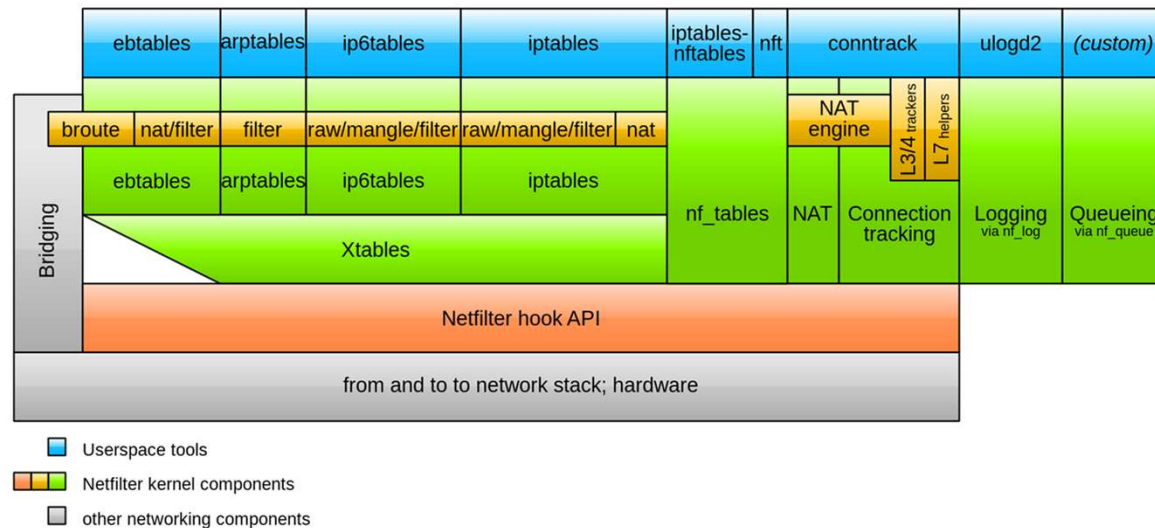 ebtables
arptables
ip6tables
iptables
iptables-
nftables
nft
conntrack
ulogd2
(custom)
broute
nat/filter
filter
raw/mangle/filter
raw/mangle/filter
nat
NAT
engine
L3/4 trackers
L7 helpers
ebtables
arptables
ip6tables
iptables
Bridging
nf_tables
NAT
Connection
tracking
Logging
via nf_log
Queueing
via nf_queue
Xtables
Netfilter hook API
from and to to network stack; hardware
Userspace tools
Netfilter kernel components
other networking components